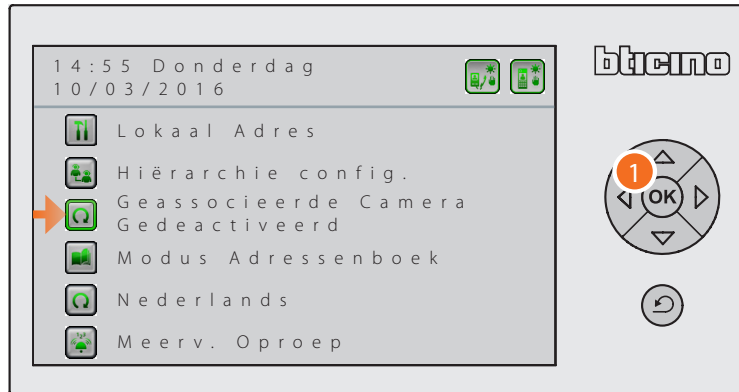 14:55 Donderdag
10/03/2016
bticino
Lokaal Adres
Hiërarchie config.
Geassocieerde Camera
Gedeactiveerd
Modus Adressenboek
Nederlands
Meerv. Oproep
1
OK